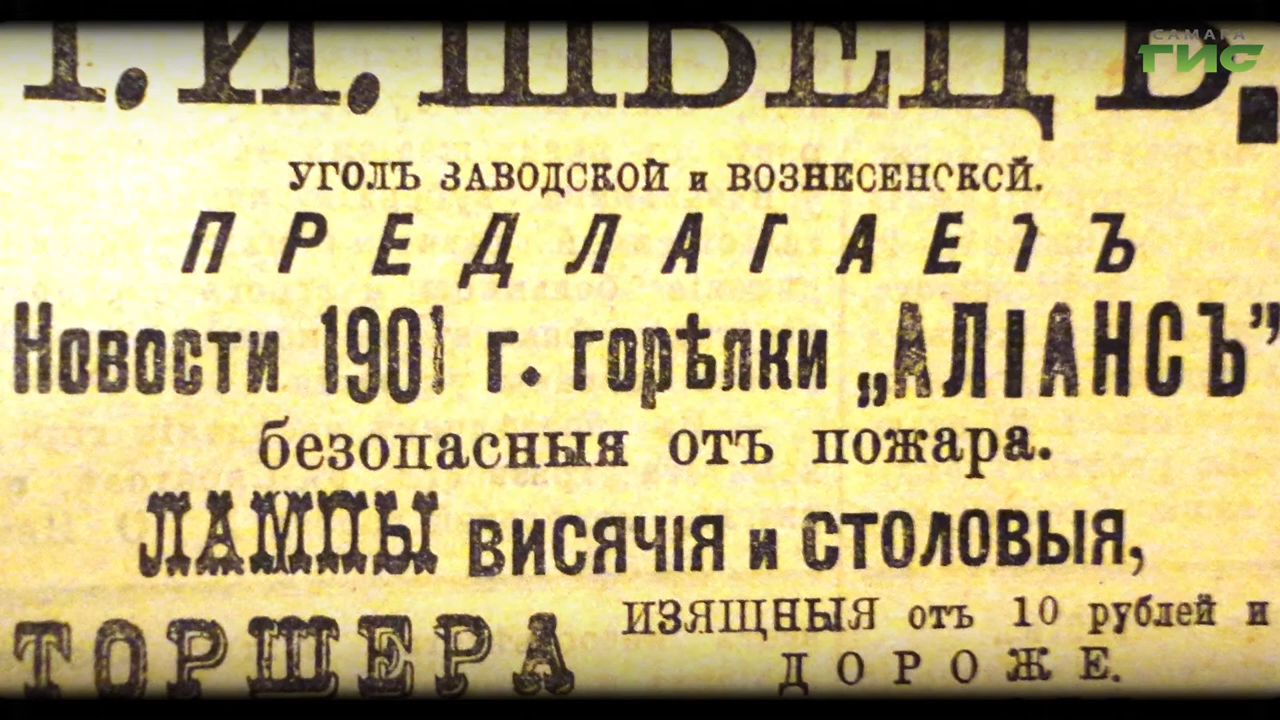 САМАРА
ГИС
И. ШВЕЦЪ.
УГОЛЪ ЗАВОДСКОЙ и ВОЗНЕСЕНСКОЙ.
ПРЕДЛАГАЕТЪ
Новости 1901 г. горѣлки „АЛІАНСЪ”
безопасныя отъ пожара.
ЛАМПЫ ВИСЯЧІЯ и СТОЛОВЫЯ,
ТОРШЕРА ИЗЯЩНЫЯ отъ 10 рублей и
ДОРОЖЕ.